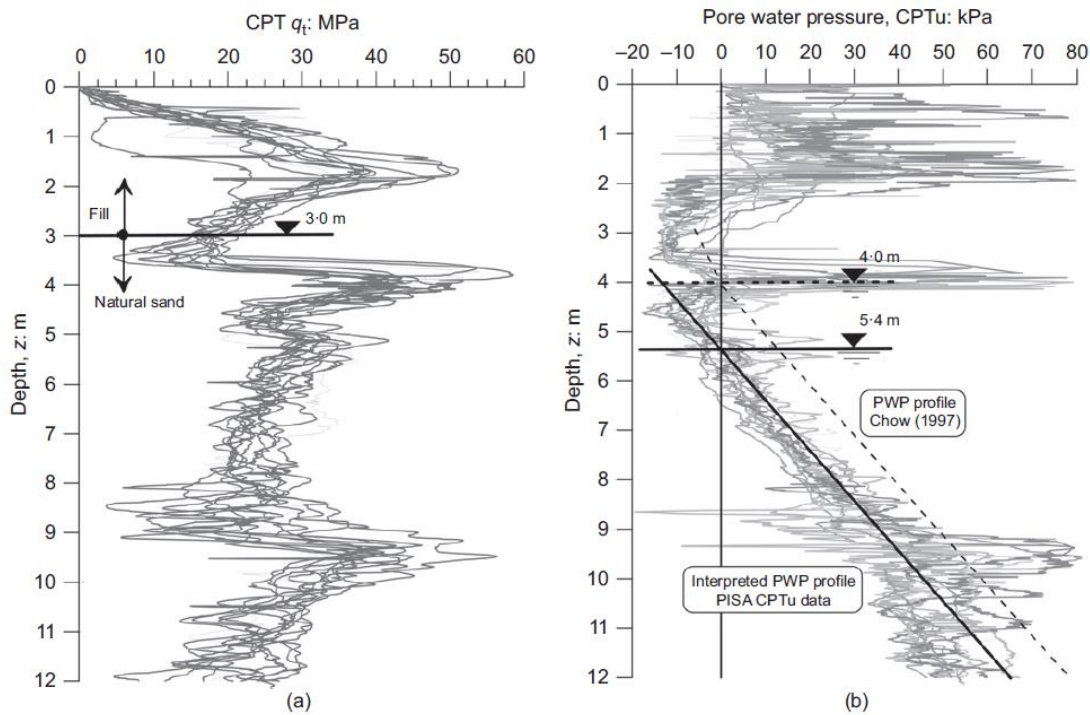 CPT qt: MPa
0 10 20 30 40 50 60
0
1
2
3
4
5
6
7
8
9
10
11
12
Depth, z: m
Fill
3·0 m
Natural sand
(a)
Pore water pressure, CPTu: kPa
–20 –10 0 10 20 30 40 50 60 70 80
0
1
2
3
4
5
6
7
8
9
10
11
12
Depth, z: m
4·0 m
5·4 m
PWP profile
Chow (1997)
Interpreted PWP profile
PISA CPTu data
(b)